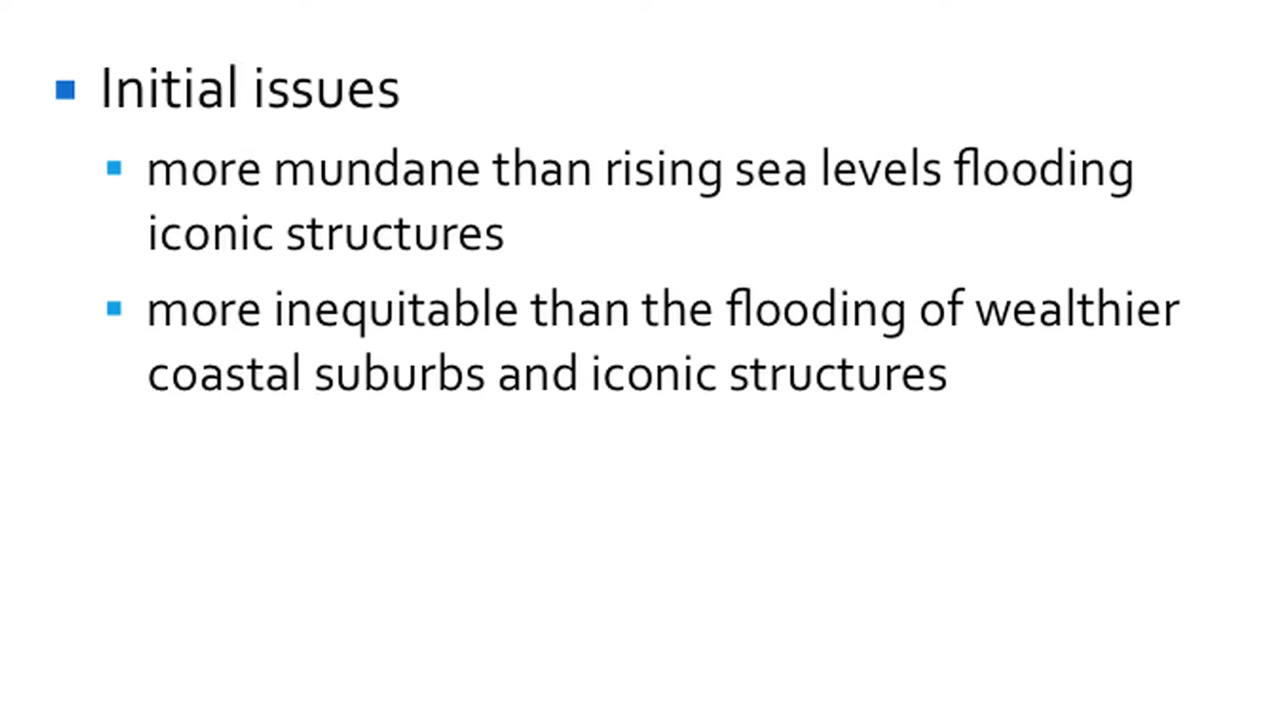 Initial issues
more mundane than rising sea levels flooding
iconic structures
more inequitable than the flooding of wealthier
coastal suburbs and iconic structures